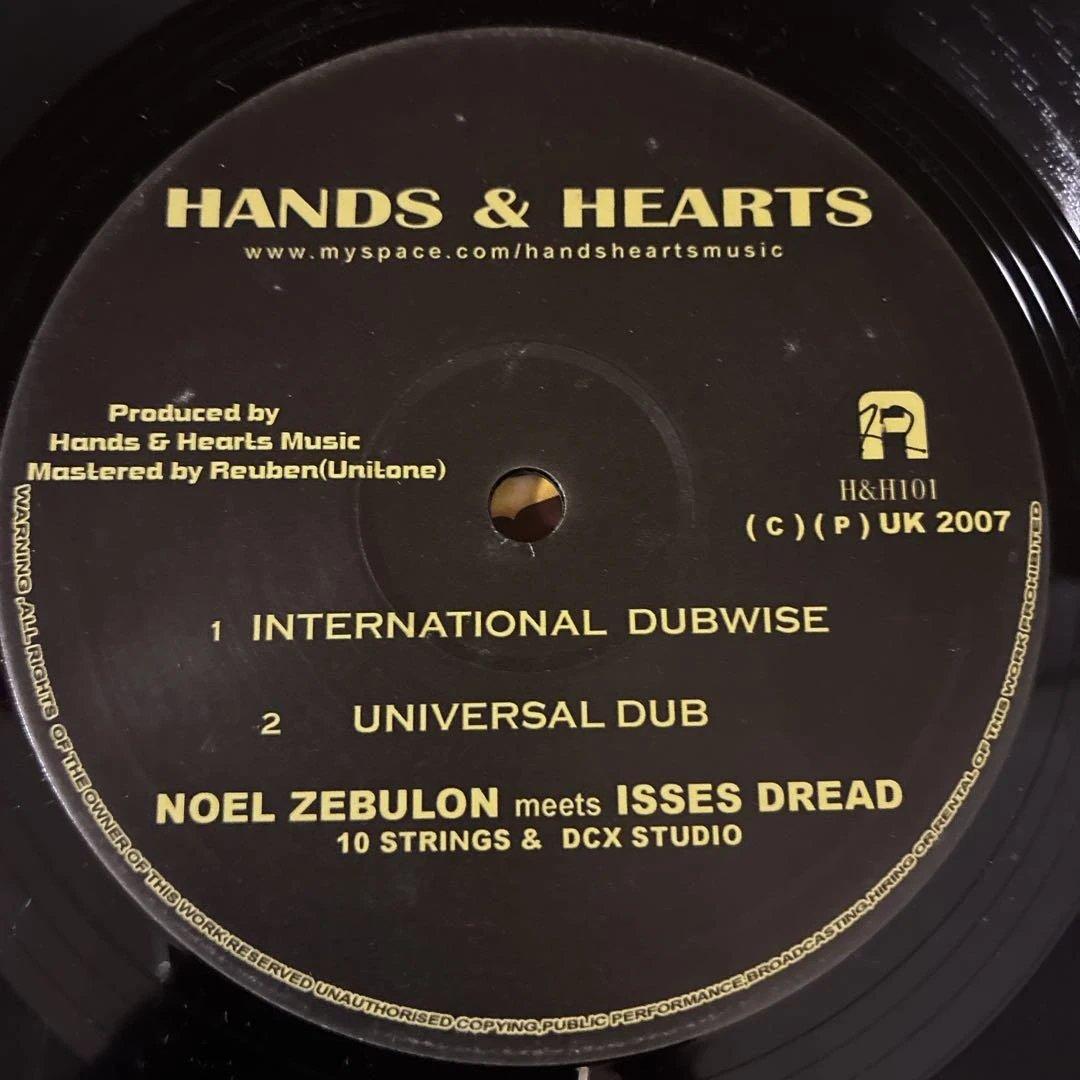 HANDS & HEARTS
www.myspace.com/handsheartsmusic
Produced by
Hands & Hearts Music
Mastered by Reuben(Unitone)
H&H101
( C ) ( P ) UK 2007
1 INTERNATIONAL DUBWISE
2 UNIVERSAL DUB
NOEL ZEBULON meets ISSES DREAD
10 STRINGS & DCX STUDIO
WARNING ,ALL RIGHTS OF THE OWNER OF THIS WORK RESERVED UNAUTHORISED COPYING,PUBLIC PERFORMANCE,BROADCASTING,HIRING OR RENTAL OF THIS WORK PROHIBITED